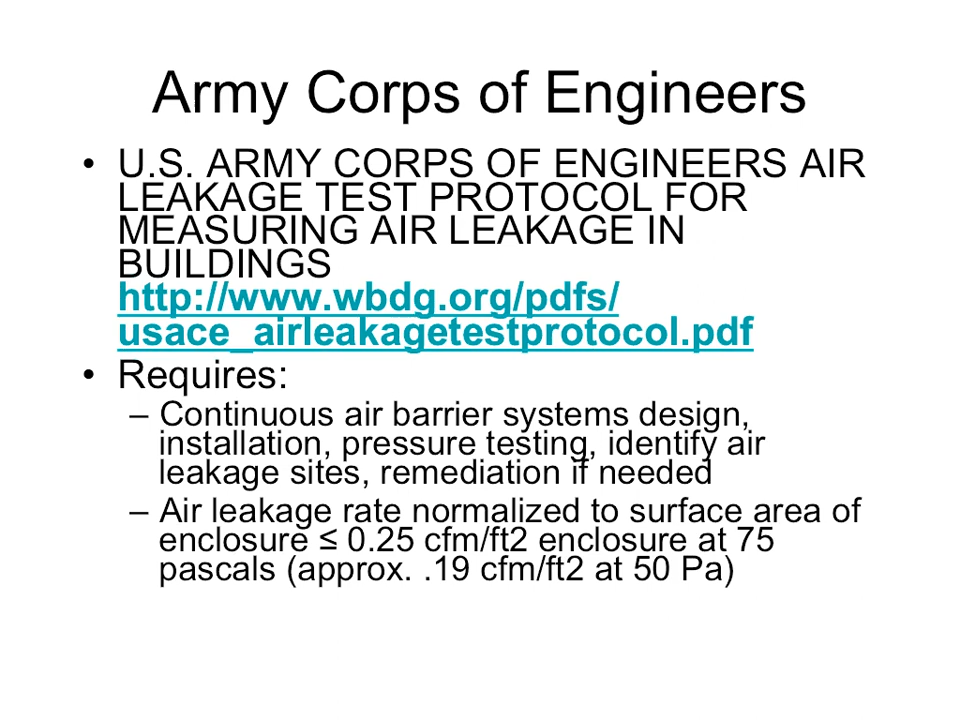 Army Corps of Engineers
• U.S. ARMY CORPS OF ENGINEERS AIR
LEAKAGE TEST PROTOCOL FOR
MEASURING AIR LEAKAGE IN
BUILDINGS
http://www.wbdg.org/pdfs/
usace_airleakagetestprotocol.pdf
• Requires:
– Continuous air barrier systems design,
installation, pressure testing, identify air
leakage sites, remediation if needed
– Air leakage rate normalized to surface area of
enclosure ≤ 0.25 cfm/ft2 enclosure at 75
pascals (approx. .19 cfm/ft2 at 50 Pa)